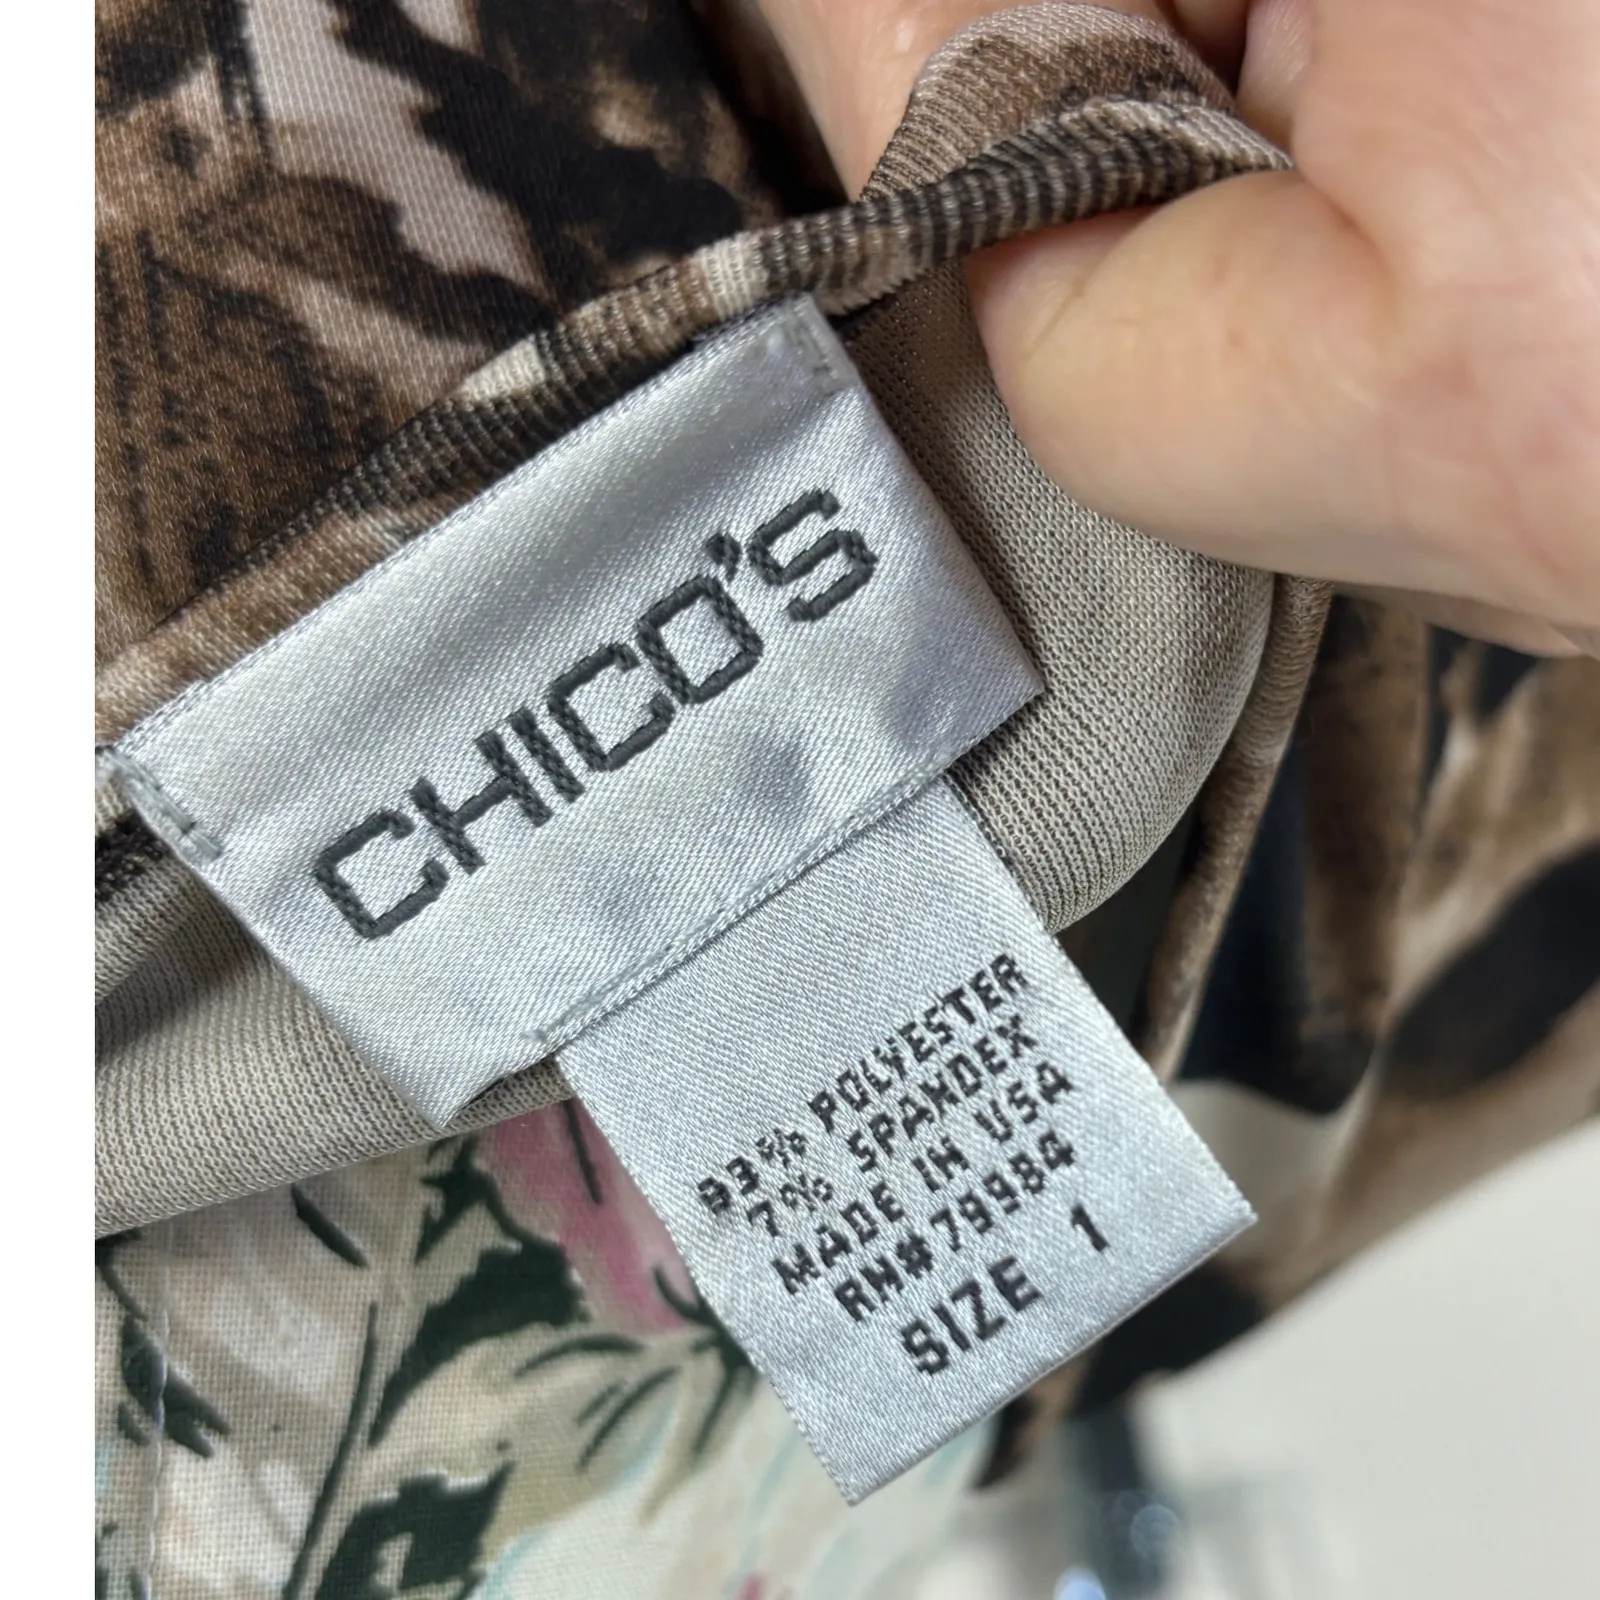 CHICO'S
93% POLYESTER
7% SPANDEX
MADE IN USA
RN# 79984
SIZE 1